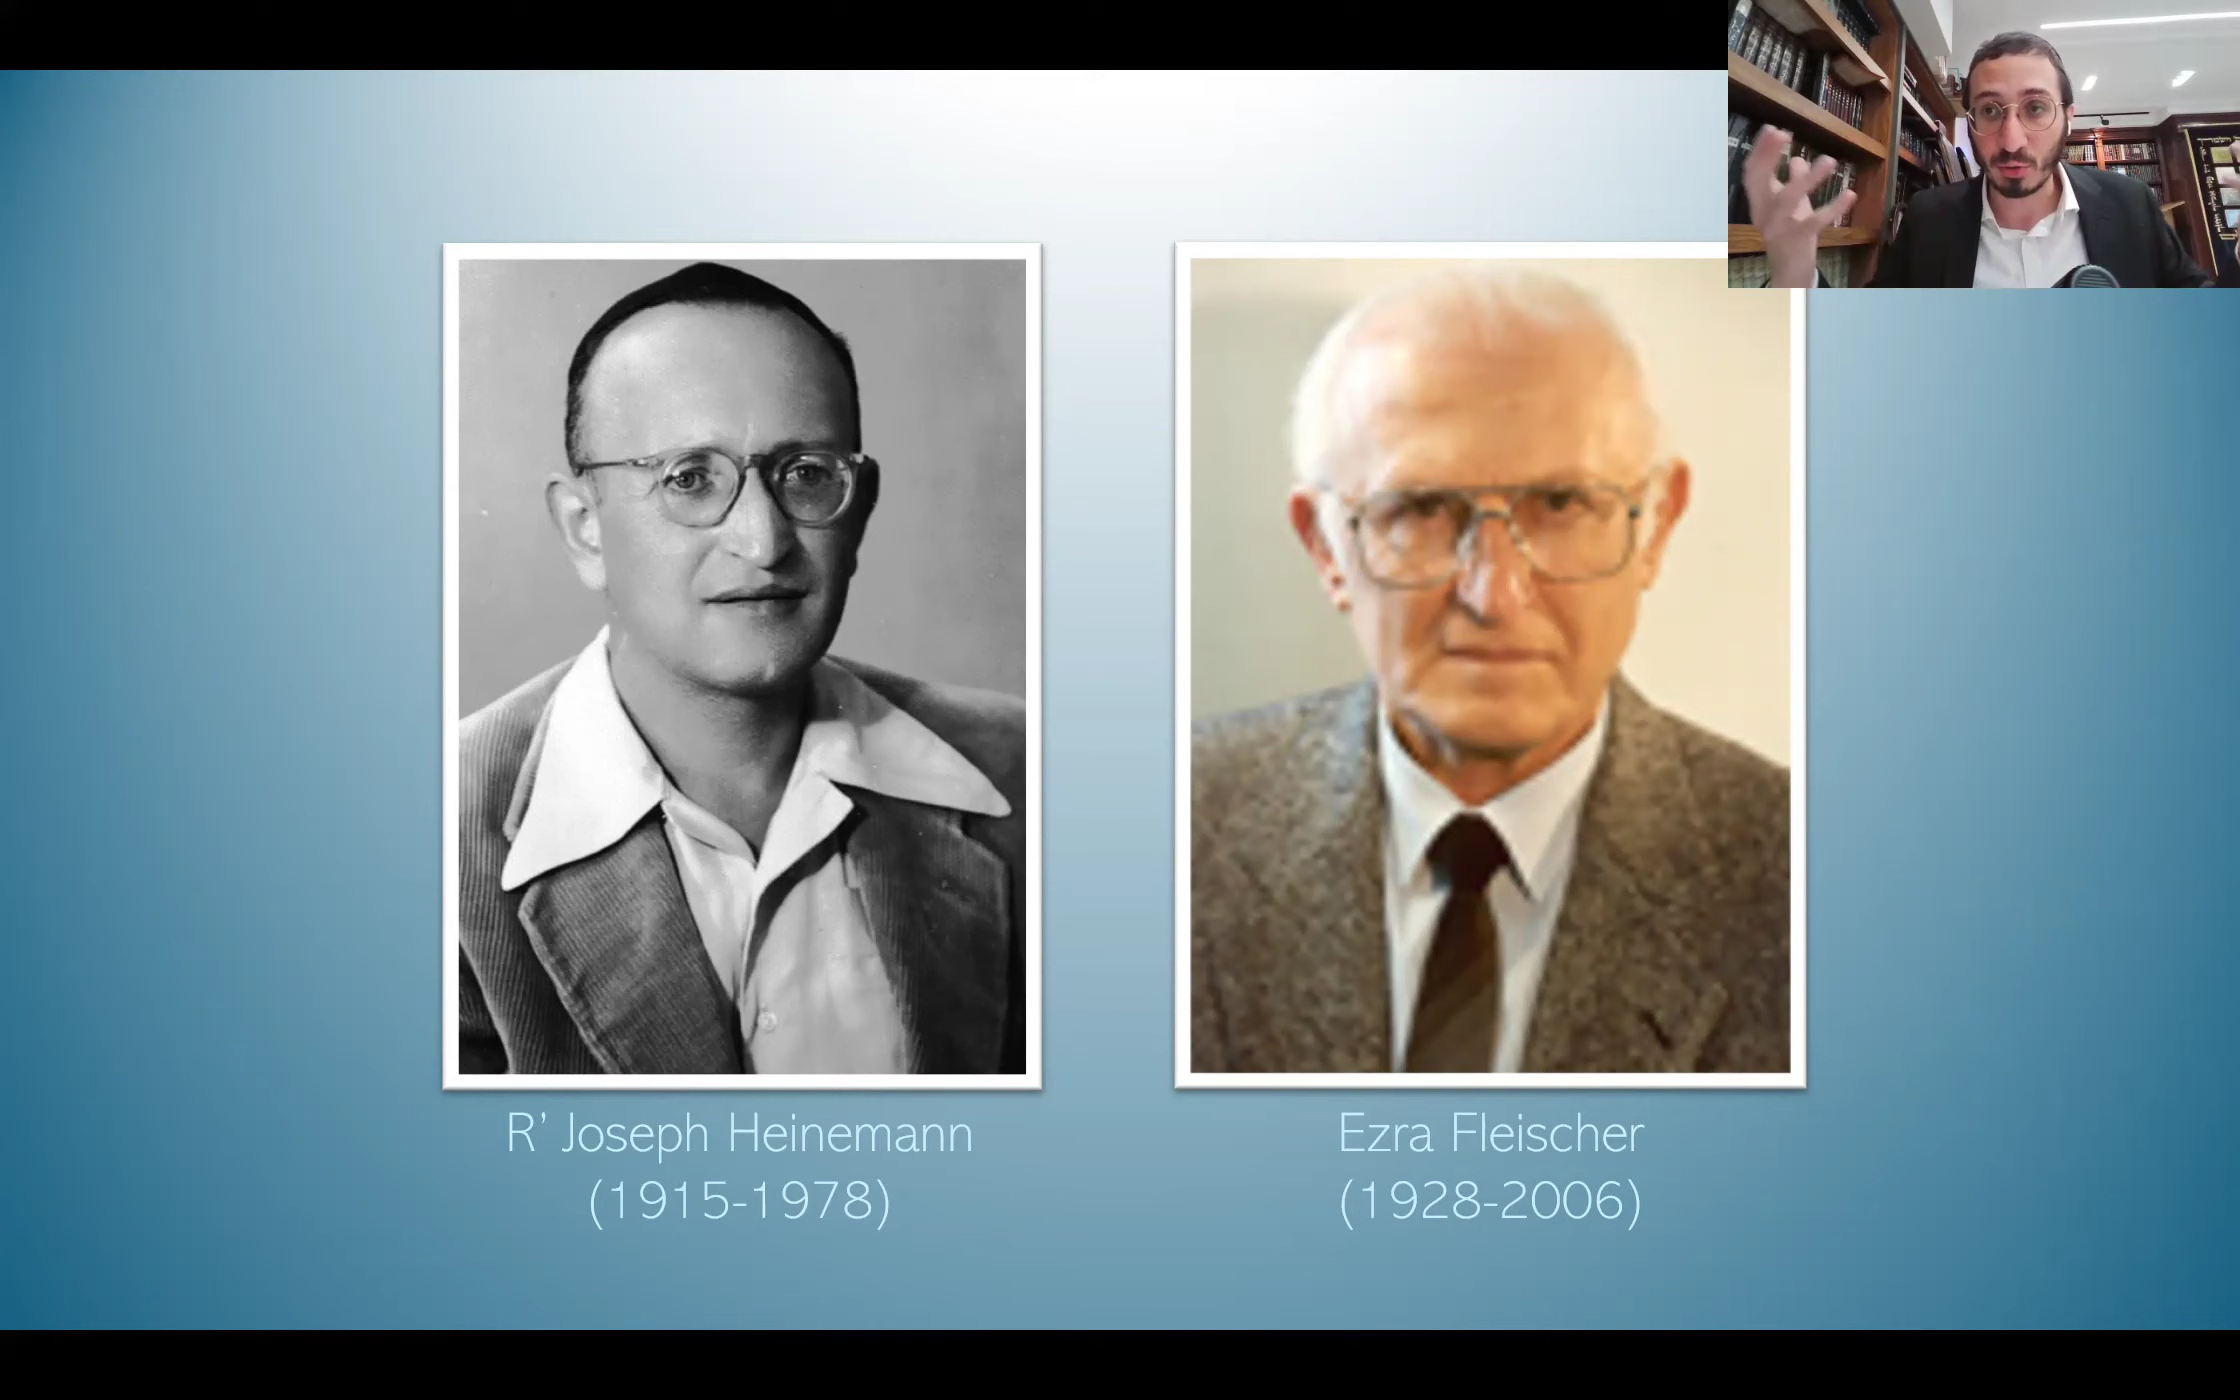 R’ Joseph Heinemann
(1915-1978)
Ezra Fleischer
(1928-2006)